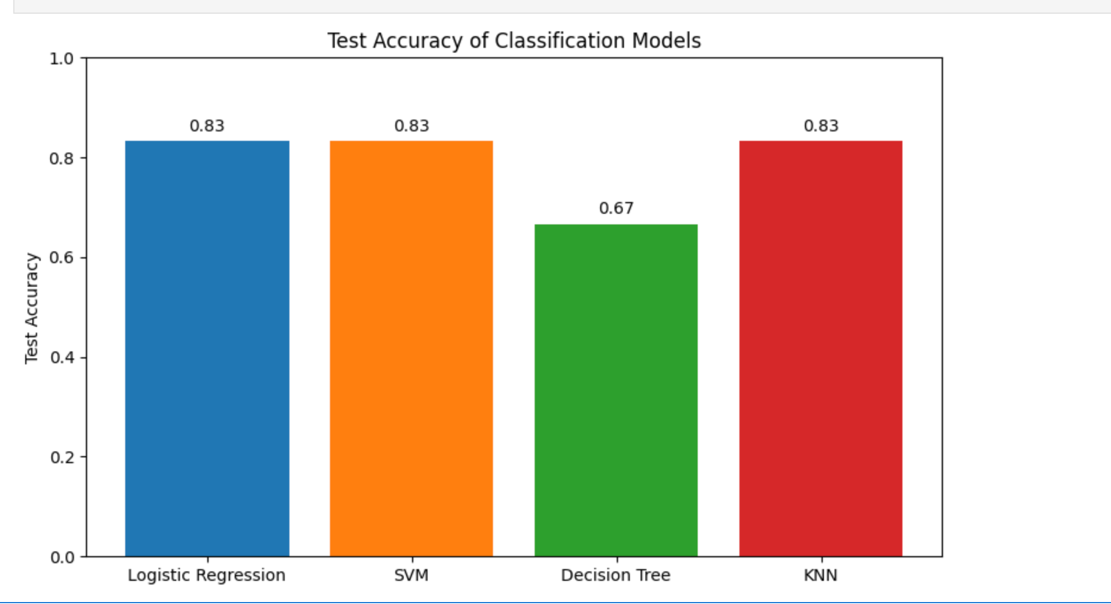 Test Accuracy of Classification Models
1.0
0.8
0.6
0.4
0.2
0.0
Test Accuracy
0.83
0.83
0.67
0.83
Logistic Regression
SVM
Decision Tree
KNN